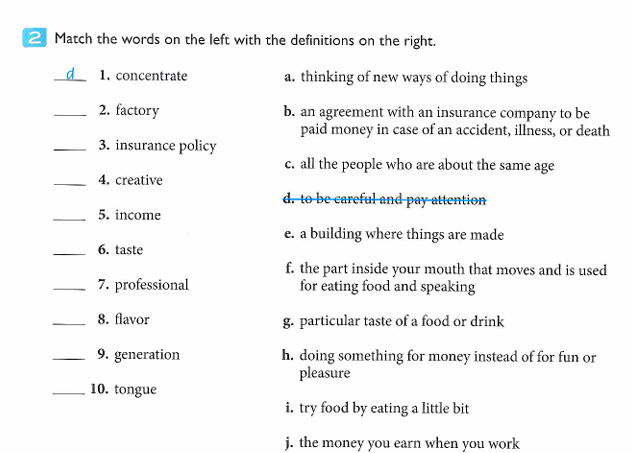 2 Match the words on the left with the definitions on the right.
d 1. concentrate
2. factory
3. insurance policy
4. creative
5. income
6. taste
7. professional
8. flavor
9. generation
10. tongue
a. thinking of new ways of doing things
b. an agreement with an insurance company to be
paid money in case of an accident, illness, or death
c. all the people who are about the same age
d. to be careful and pay attention
e. a building where things are made
f. the part inside your mouth that moves and is used
for eating food and speaking
g. particular taste of a food or drink
h. doing something for money instead of for fun or
pleasure
i. try food by eating a little bit
j. the money you earn when you work